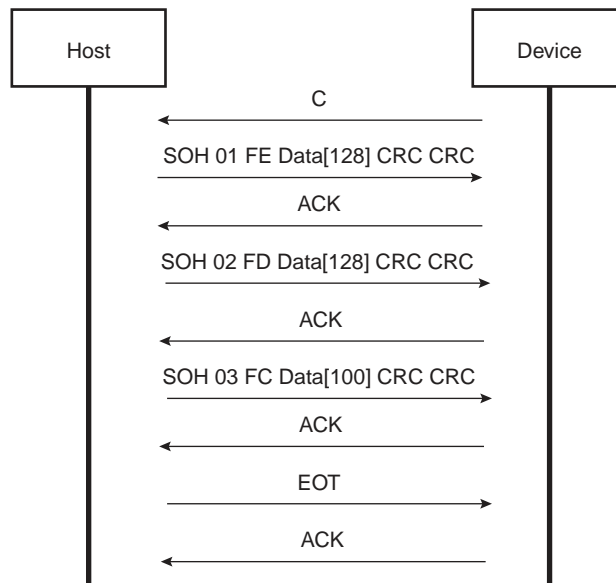 Host
Device
C
SOH 01 FE Data[128] CRC CRC
ACK
SOH 02 FD Data[128] CRC CRC
ACK
SOH 03 FC Data[100] CRC CRC
ACK
EOT
ACK